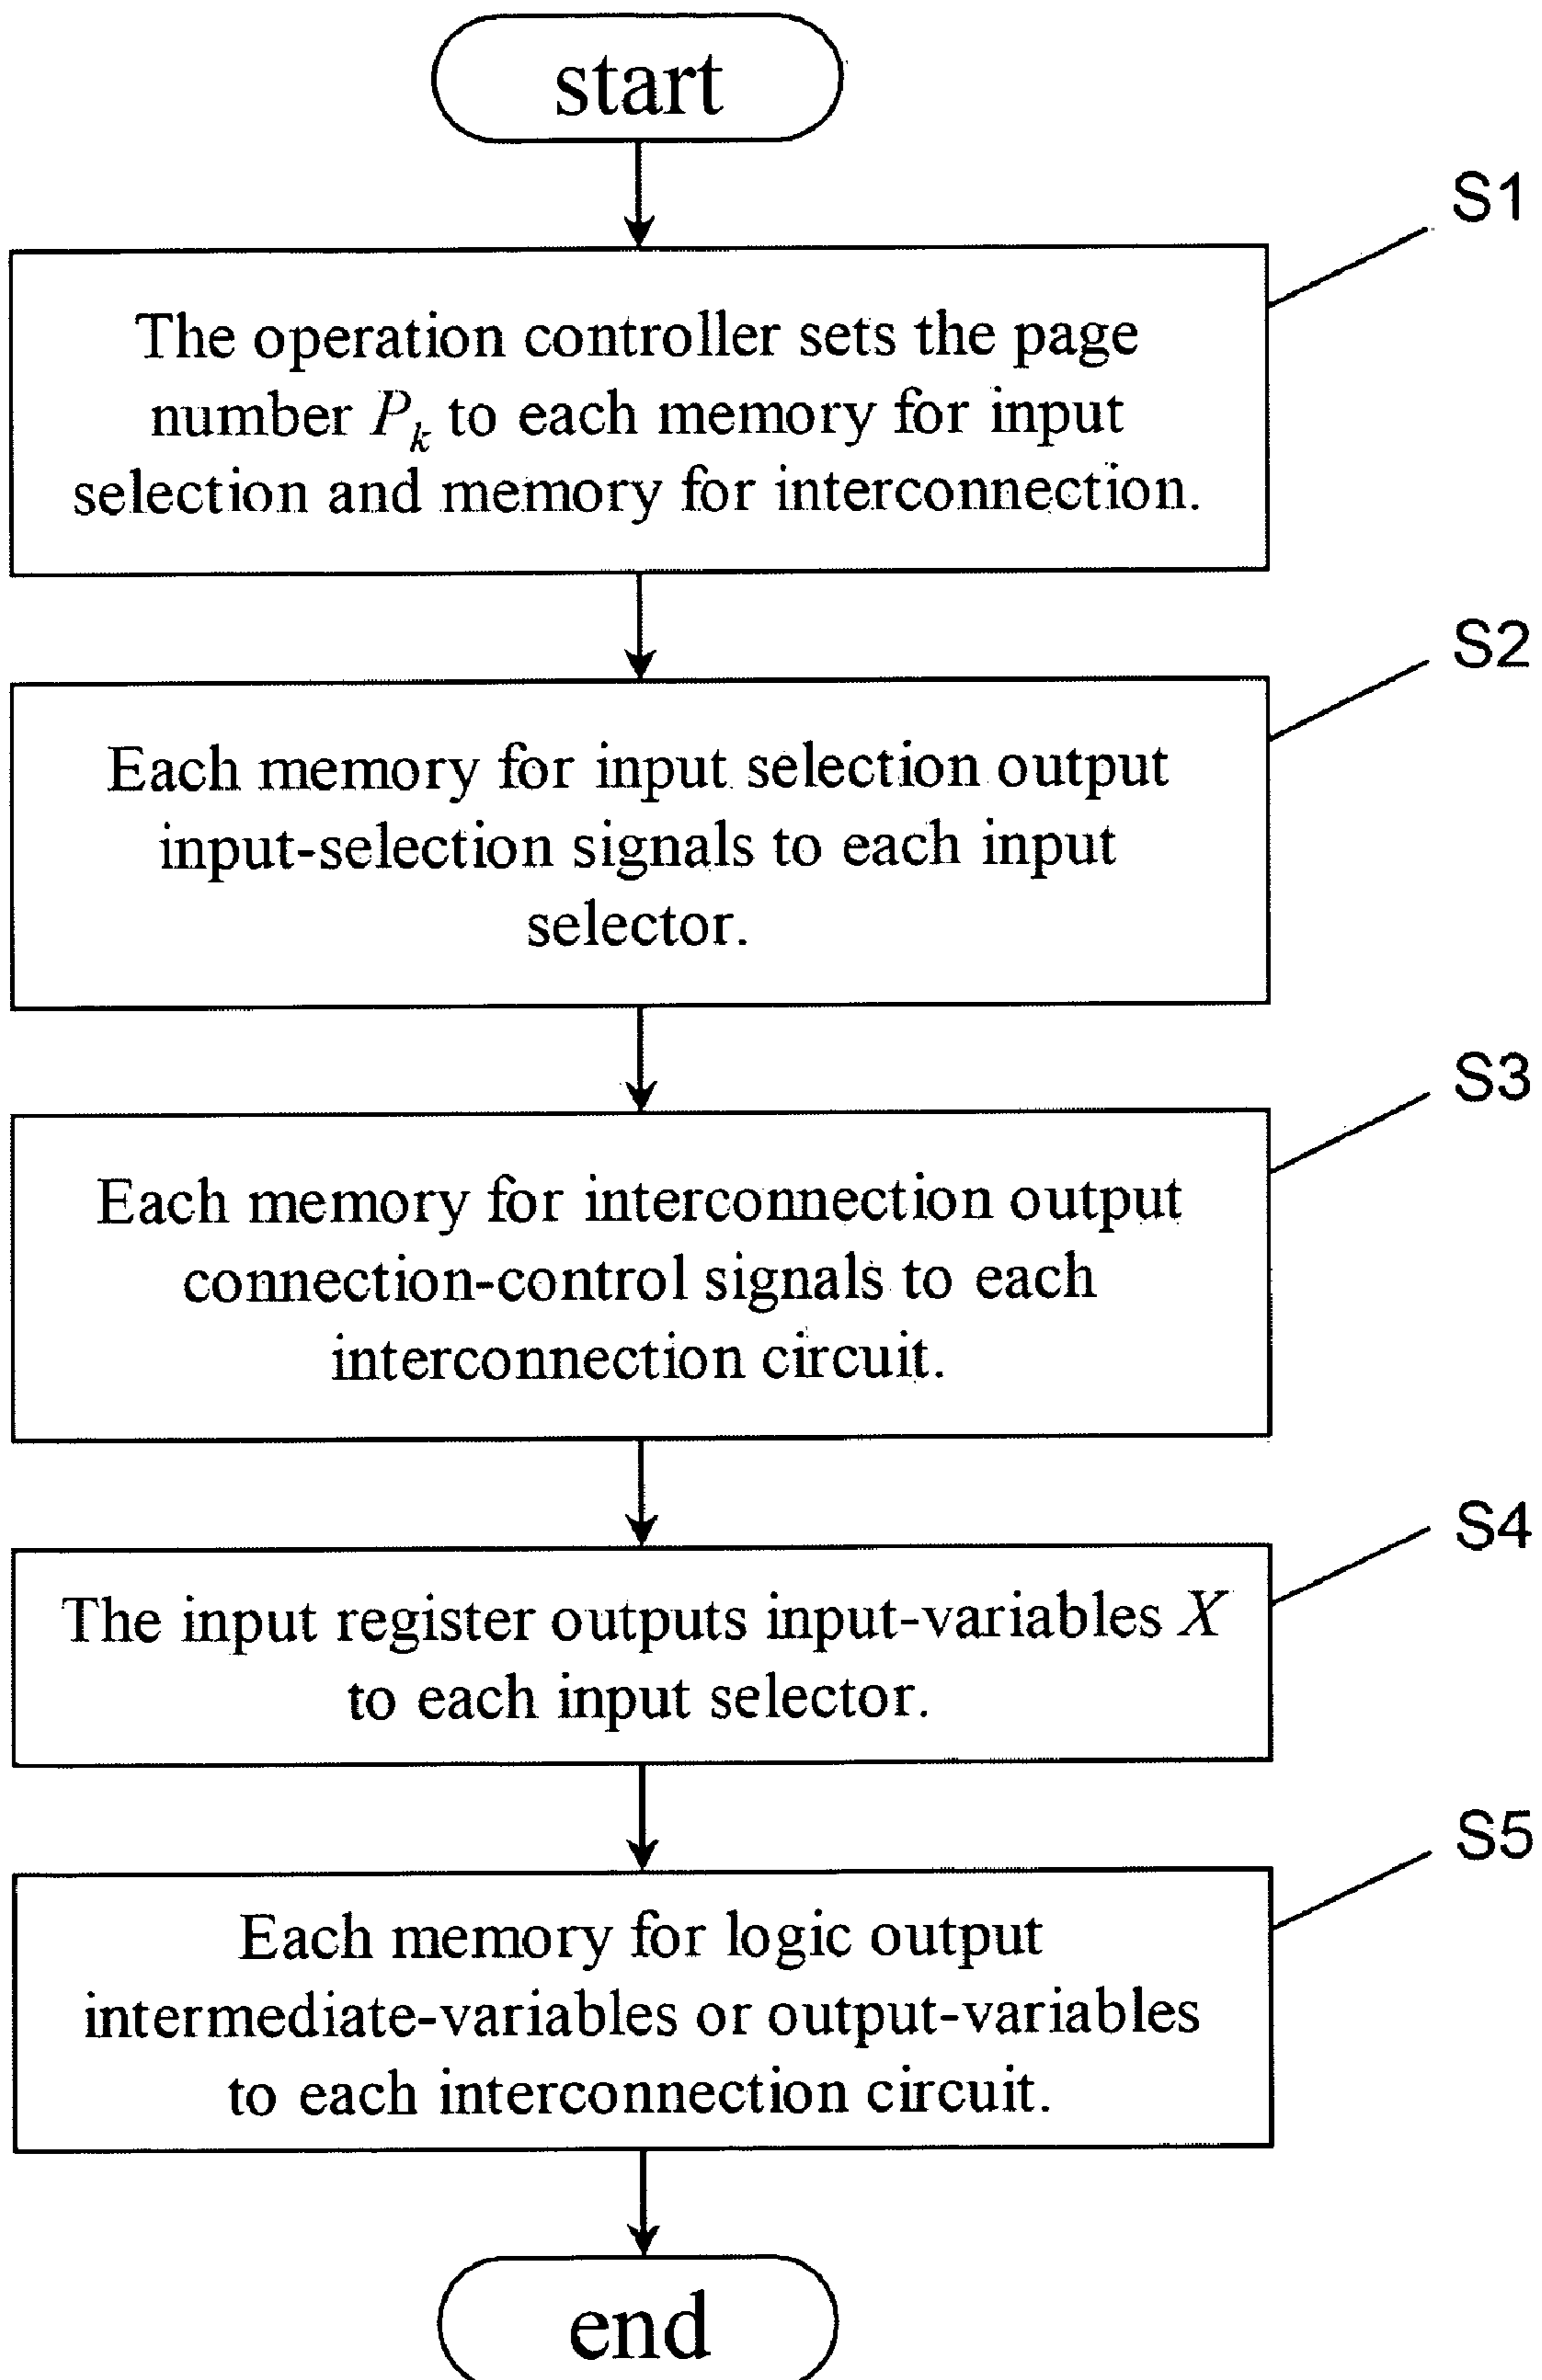 start
S1
The operation controller sets the page
number P_k to each memory for input
selection and memory for interconnection.
S2
Each memory for input selection output
input-selection signals to each input
selector.
S3
Each memory for interconnection output
connection-control signals to each
interconnection circuit.
S4
The input register outputs input-variables X
to each input selector.
S5
Each memory for logic output
intermediate-variables or output-variables
to each interconnection circuit.
end